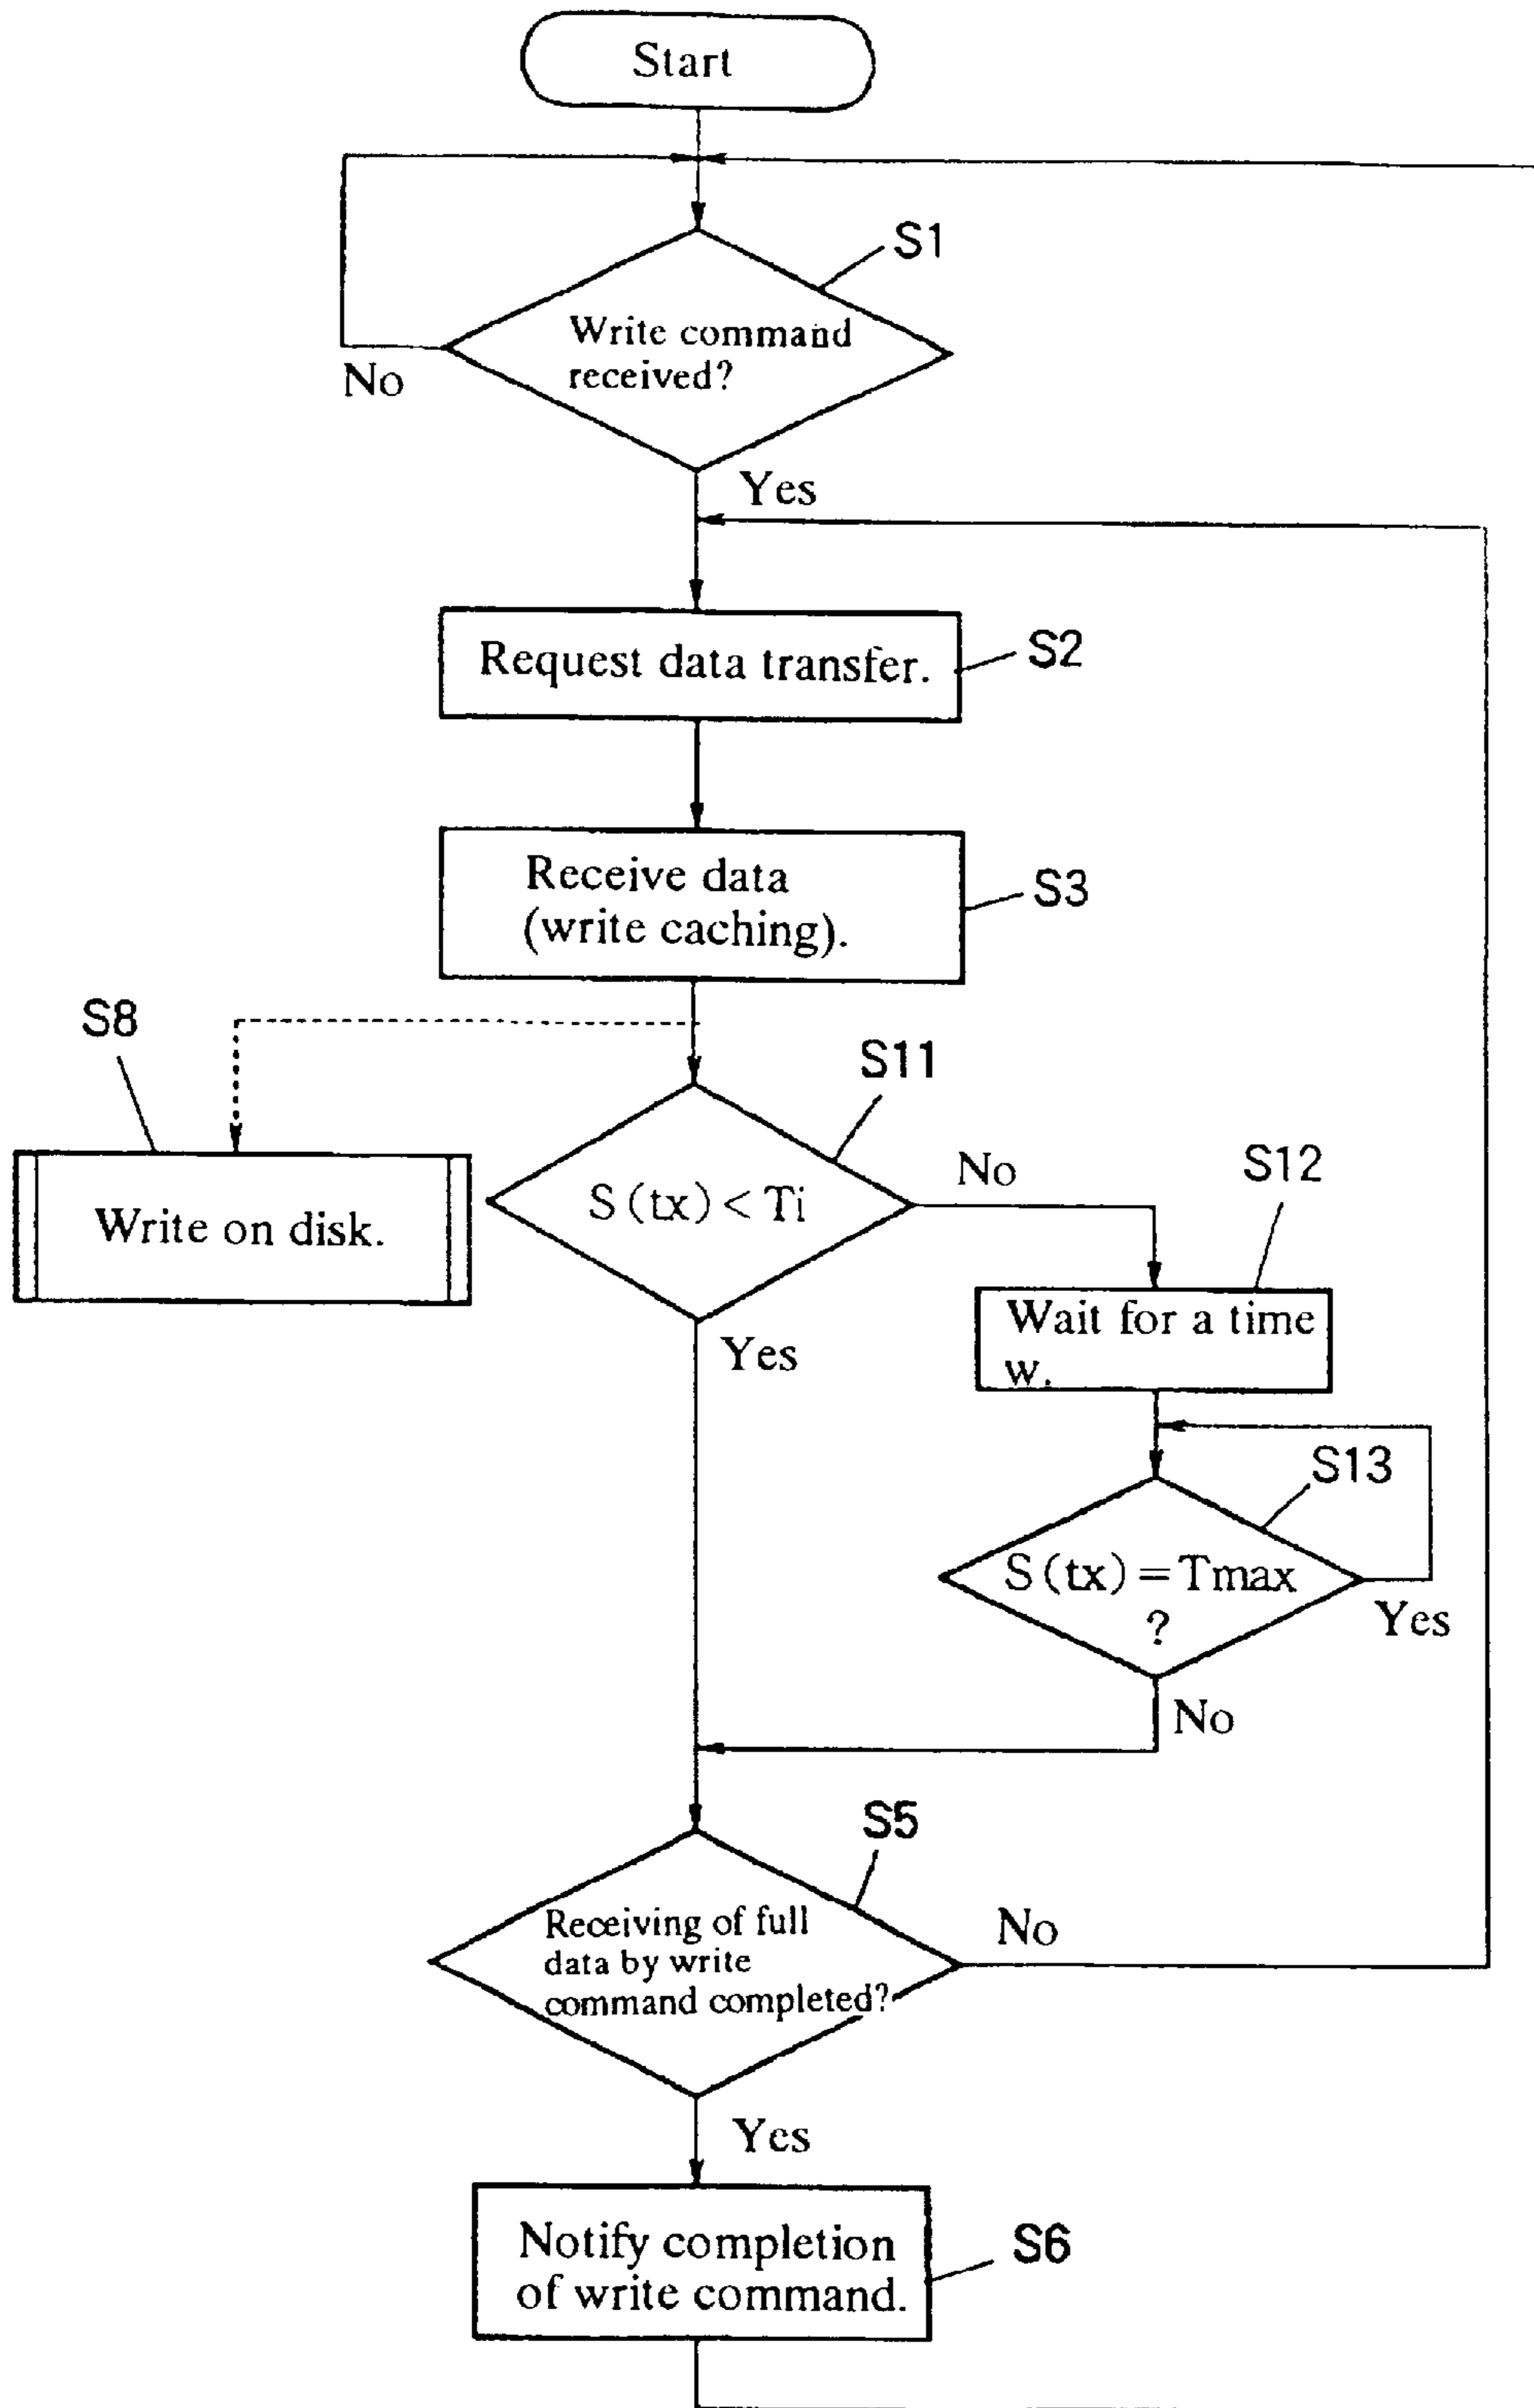 Start
S1
Write command
received?
No
Yes
Request data transfer.
S2
Receive data
(write caching).
S3
S8
S11
Write on disk.
S(tx)<Ti
No
S12
Yes
Wait for a time
w.
S13
S(tx)=Tmax
?
Yes
No
S5
Receiving of full
data by write
command completed?
No
Yes
Notify completion
of write command.
S6